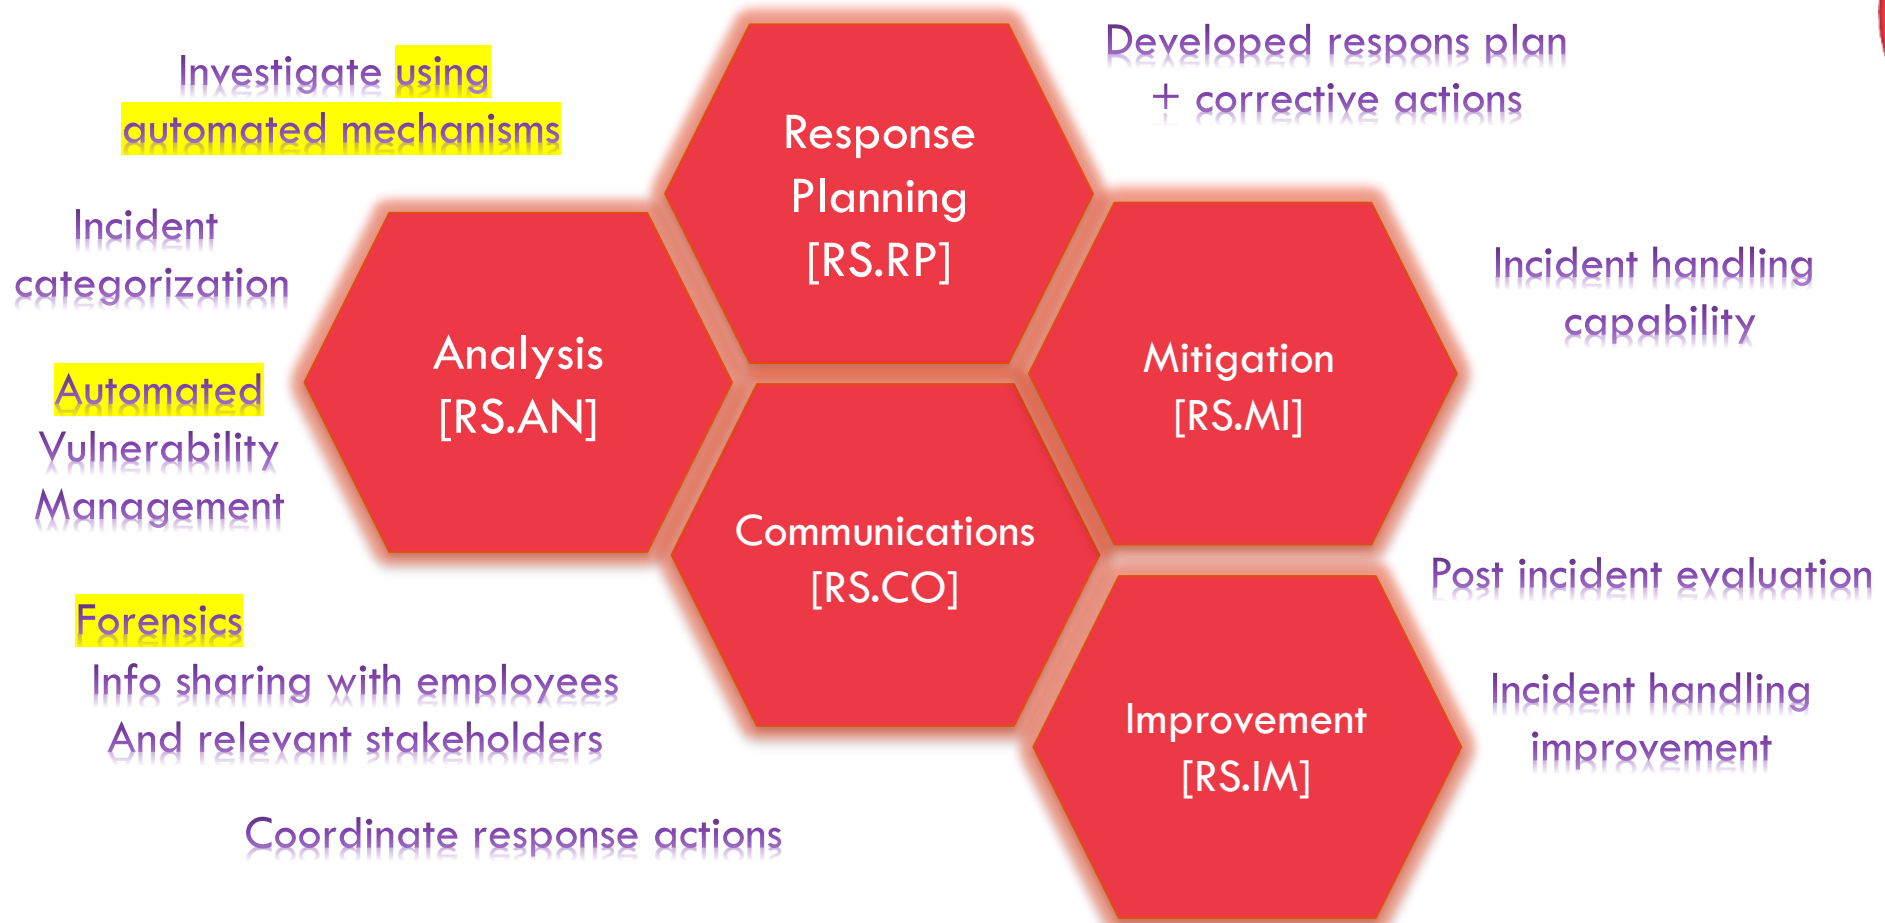 Investigate using
automated mechanisms
Incident
categorization
Automated
Vulnerability
Management
Forensics
Info sharing with employees
And relevant stakeholders
Coordinate response actions
Analysis
[RS.AN]
Response
Planning
[RS.RP]
Communications
[RS.CO]
Developed respons plan
+ corrective actions
Mitigation
[RS.MI]
Incident handling
capability
Improvement
[RS.IM]
Post incident evaluation
Incident handling
improvement